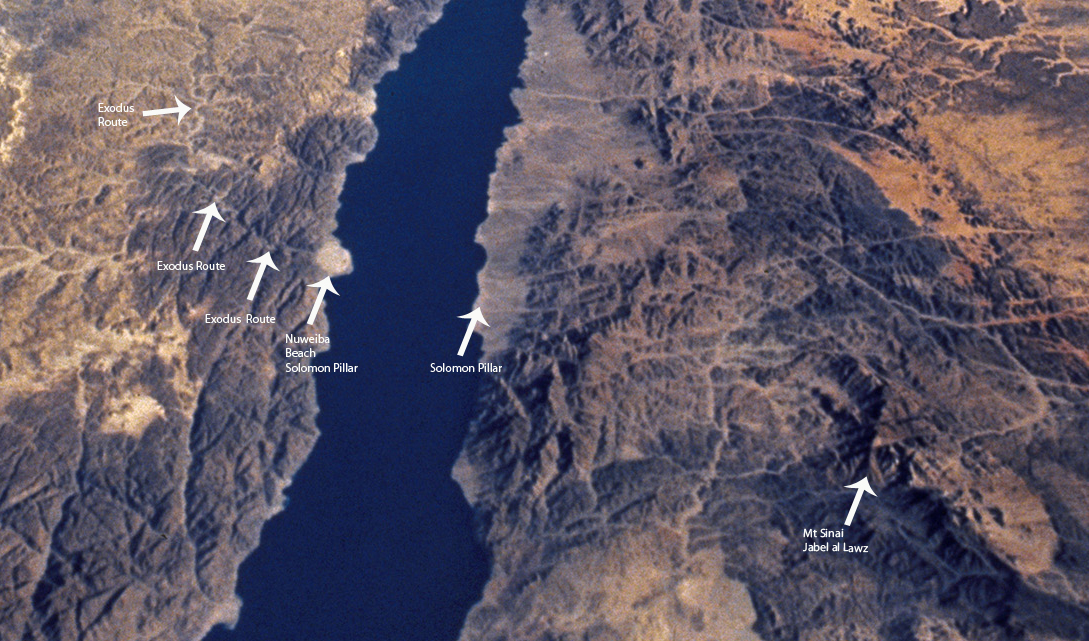 Exodus
Route
Exodus Route
Exodus Route
Nuweiba
Beach
Solomon Pillar
Solomon Pillar
Mt Sinai
Jabel al Lawz